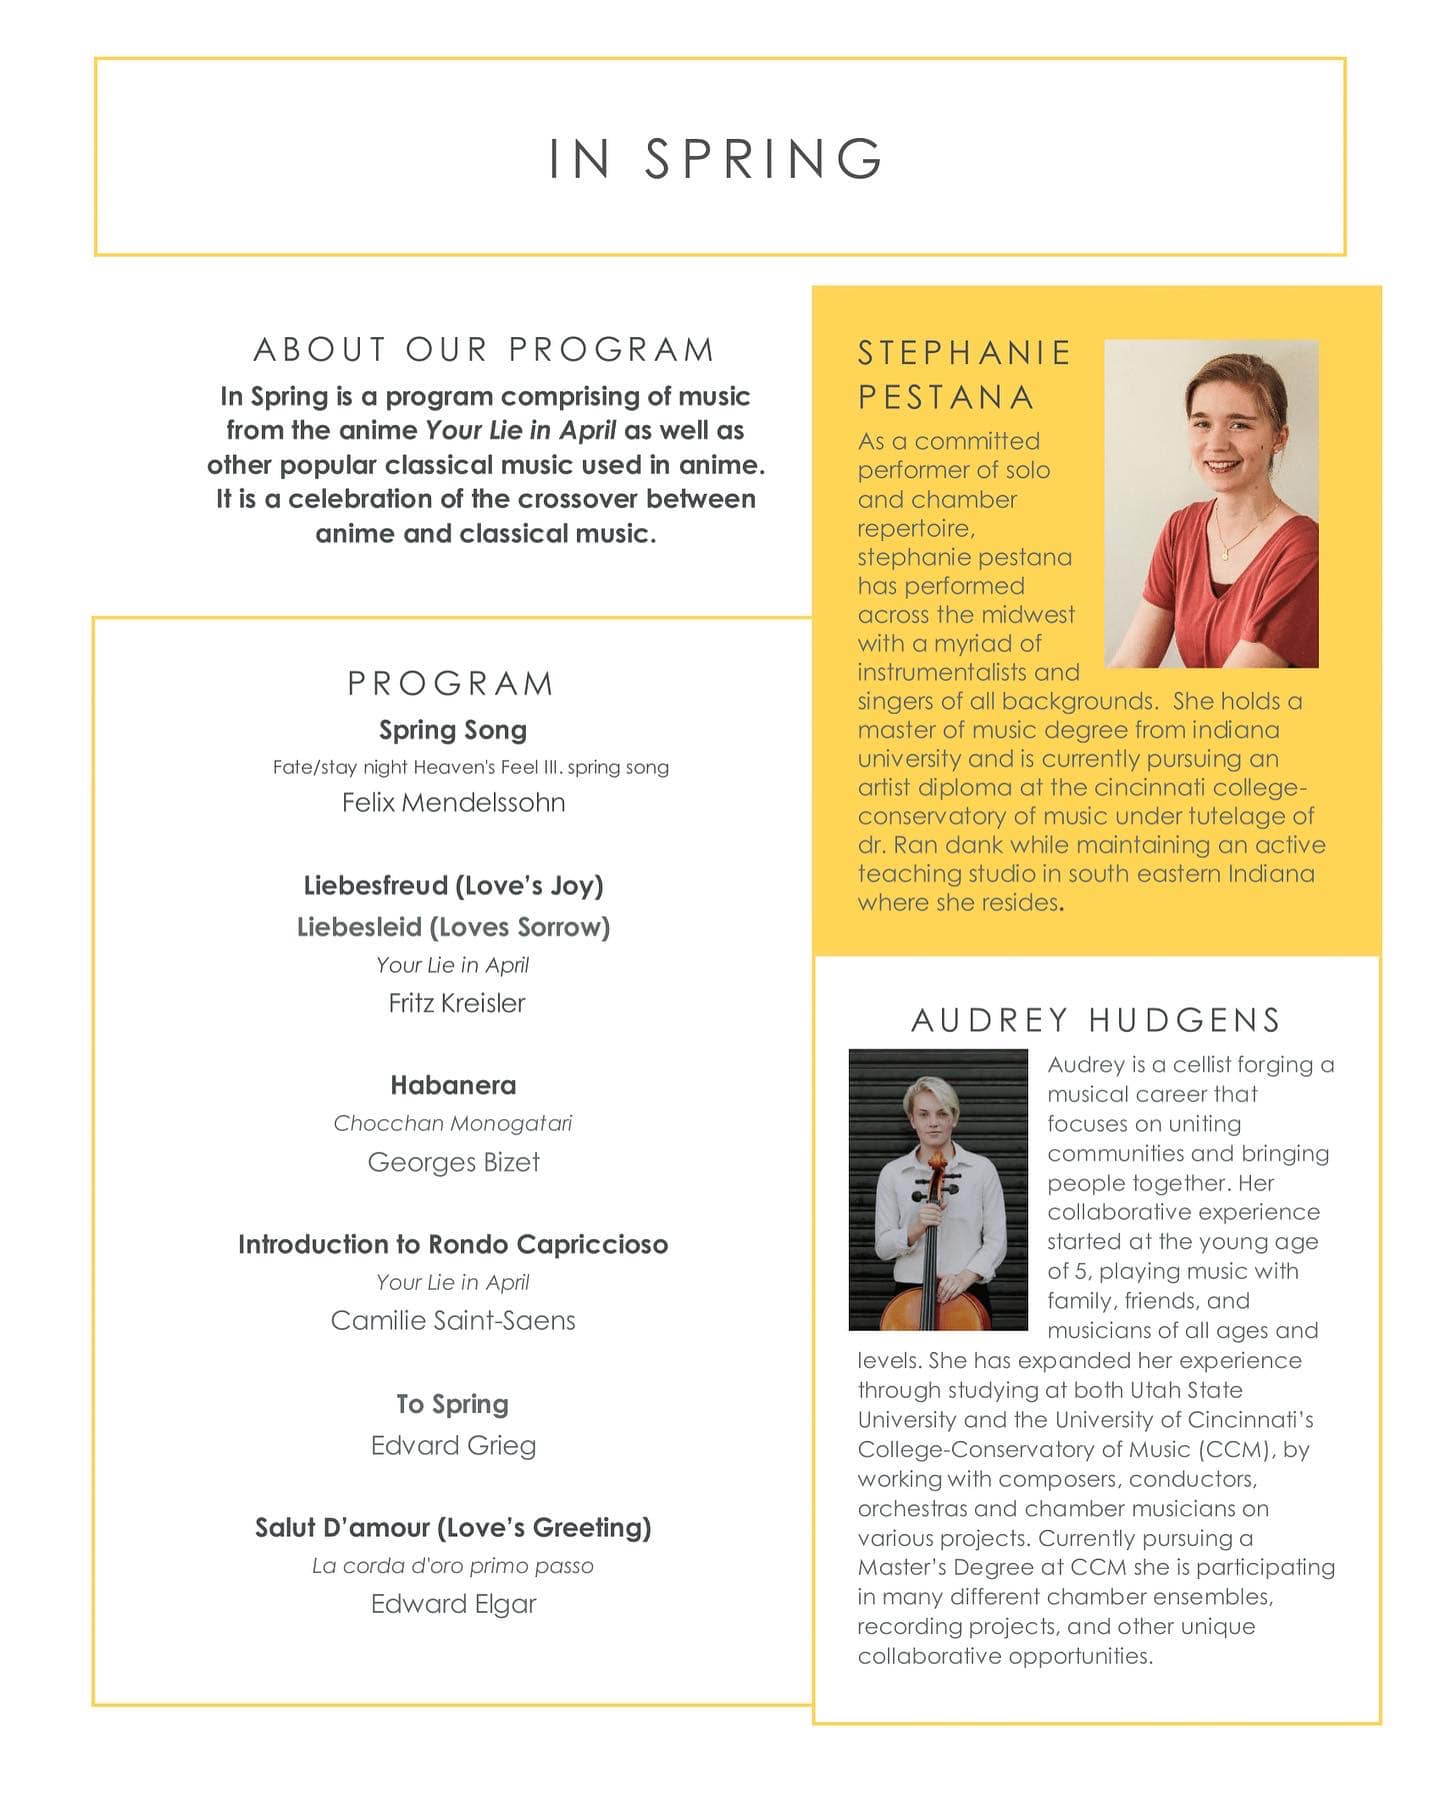 IN SPRING
ABOUT OUR PROGRAM
In Spring is a program comprising of music
from the anime Your Lie in April as well as
other popular classical music used in anime.
It is a celebration of the crossover between
anime and classical music.
PROGRAM
Spring Song
Fate/stay night Heaven's Feel III. spring song
Felix Mendelssohn
Liebesfreud (Love’s Joy)
Liebesleid (Loves Sorrow)
Your Lie in April
Fritz Kreisler
Habanera
Chocchan Monogatari
Georges Bizet
Introduction to Rondo Capriccioso
Your Lie in April
Camilie Saint-Saens
To Spring
Edvard Grieg
Salut D’amour (Love’s Greeting)
La corda d'oro primo passo
Edward Elgar
STEPHANIE
PESTANA
As a committed
performer of solo
and chamber
repertoire,
stephanie pestana
has performed
across the midwest
with a myriad of
instrumentalists and
singers of all backgrounds.  She holds a
master of music degree from indiana
university and is currently pursuing an
artist diploma at the cincinnati college-
conservatory of music under tutelage of
dr. Ran dank while maintaining an active
teaching studio in south eastern Indiana
where she resides.
AUDREY HUDGENS
Audrey is a cellist forging a
musical career that
focuses on uniting
communities and bringing
people together. Her
collaborative experience
started at the young age
of 5, playing music with
family, friends, and
musicians of all ages and
levels. She has expanded her experience
through studying at both Utah State
University and the University of Cincinnati’s
College-Conservatory of Music (CCM), by
working with composers, conductors,
orchestras and chamber musicians on
various projects. Currently pursuing a
Master’s Degree at CCM she is participating
in many different chamber ensembles,
recording projects, and other unique
collaborative opportunities.